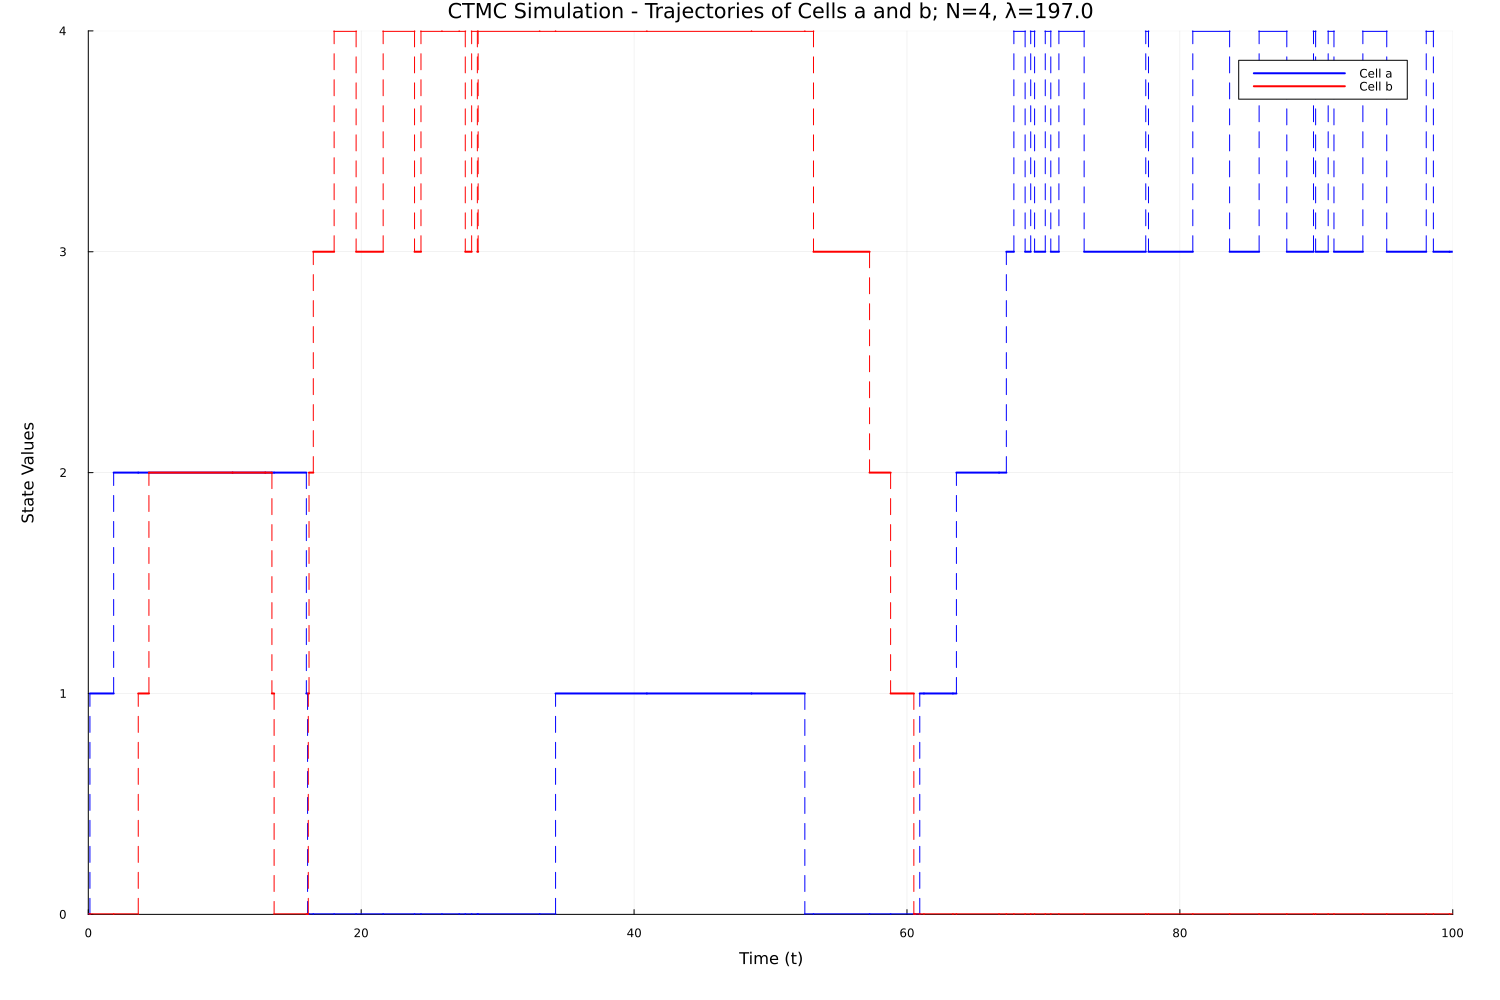 CTMC Simulation - Trajectories of Cells a and b; N=4, λ=197.0
Cell a
Cell b
State Values
4
3
2
1
0
0 20 40 60 80 100
Time (t)